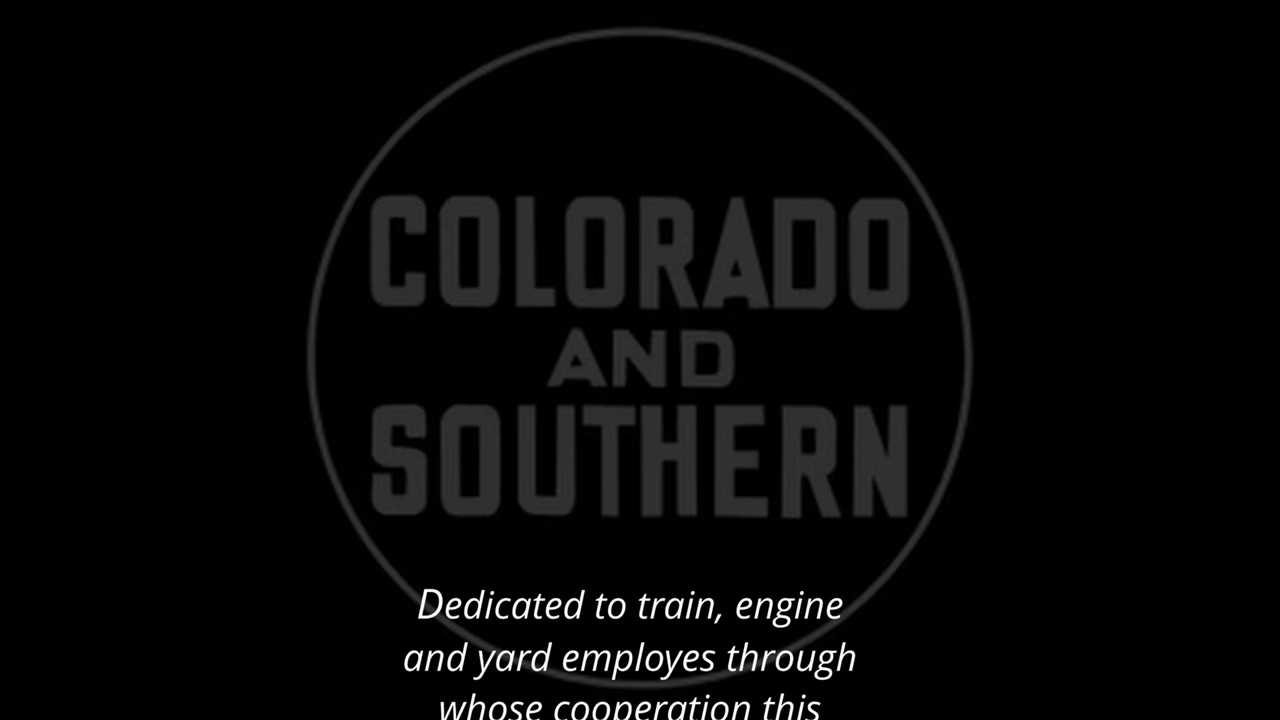 COLORADO
AND
SOUTHERN
Dedicated to train, engine
and yard employes through
whose cooperation this